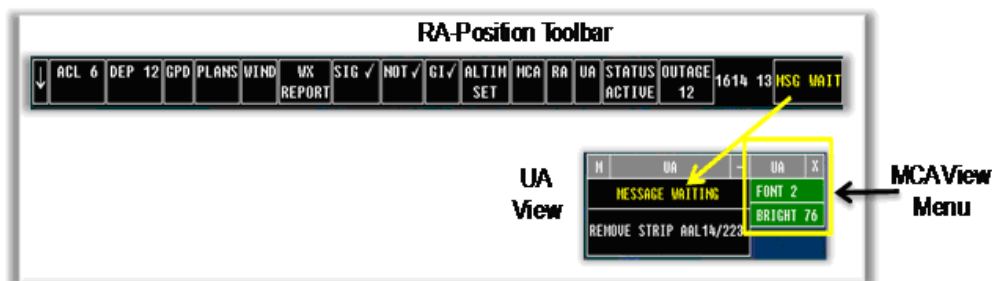 RA-Position Toolbar
↓ ACL 6 DEP 12 GPD PLANS WIND WX REPORT SIG √ NOT √ GI√ ALTIM SET MCA RA UA STATUS ACTIVE OUTAGE 12 1614 13 MSG WAIT
UA View
M UA – UA X
MESSAGE WAITING FONT 2
BRIGHT 76
REMOVE STRIP AAL14/223
MCA View Menu